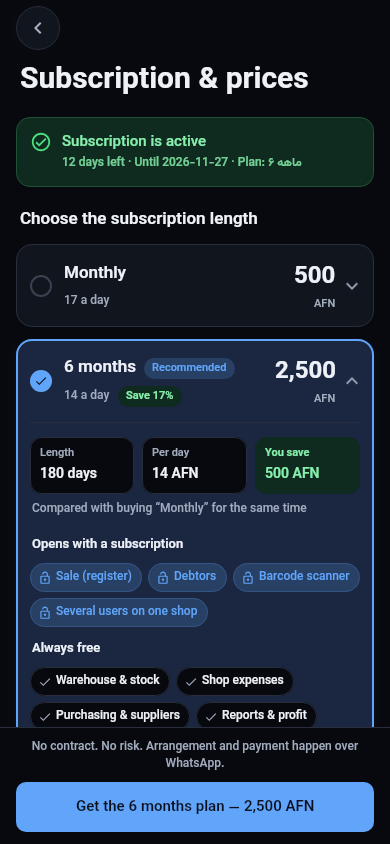 Subscription & prices
Subscription is active
12 days left · Until 2026-11-27 · Plan: ۶ ماهه
Choose the subscription length
Monthly
500
17 a day
AFN
6 months
Recommended
2,500
14 a day
Save 17%
AFN
Length
Per day
You save
180 days
14 AFN
500 AFN
Compared with buying “Monthly” for the same time
Opens with a subscription
Sale (register)
Debtors
Barcode scanner
Several users on one shop
Always free
Warehouse & stock
Shop expenses
Purchasing & suppliers
Reports & profit
No contract. No risk. Arrangement and payment happen over
WhatsApp.
Get the 6 months plan — 2,500 AFN